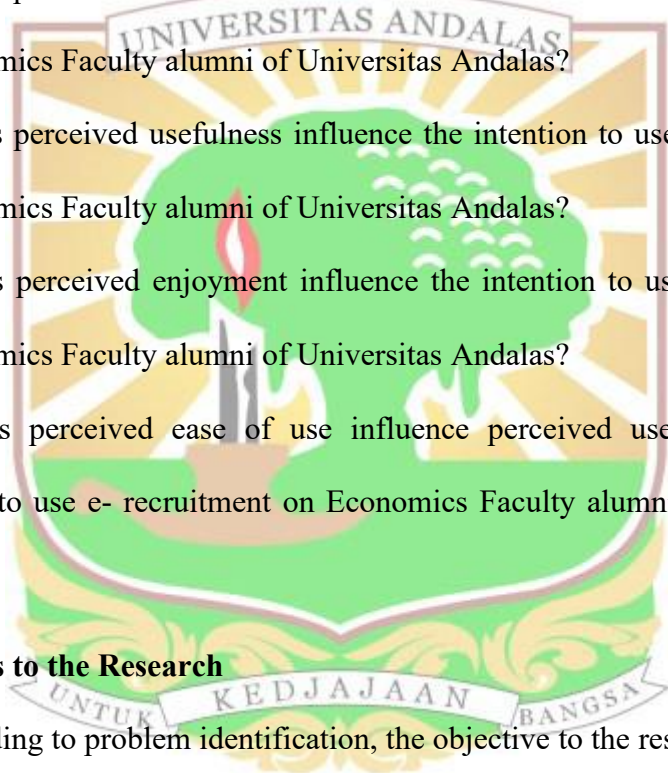 UNIVERSITAS ANDALAS
mics Faculty alumni of Universitas Andalas?
s perceived usefulness influence the intention to use
mics Faculty alumni of Universitas Andalas?
s perceived enjoyment influence the intention to us
mics Faculty alumni of Universitas Andalas?
s perceived ease of use influence perceived use
to use e- recruitment on Economics Faculty alumn
s to the Research
UNTUK KEDJAJAAN BANGSA
ding to problem identification, the objective to the res